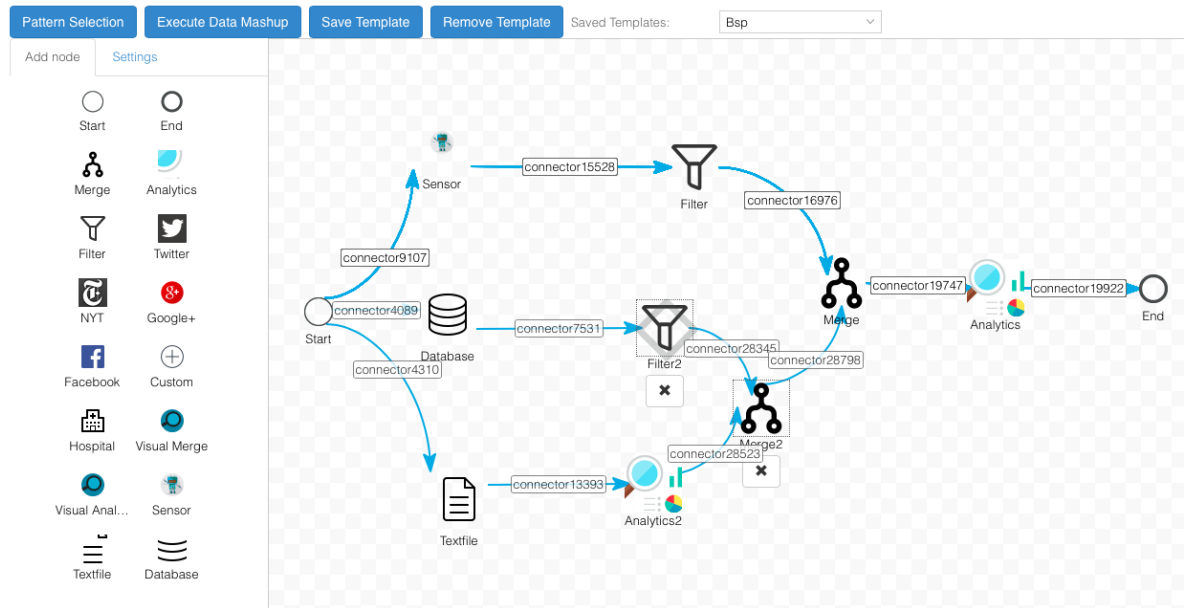 Pattern Selection Execute Data Mashup Save Template Remove Template Saved Templates: Bsp
Add node Settings
Start End
Merge Analytics
Filter Twitter
NYT Google+
Facebook Custom
Hospital Visual Merge
Visual Anal... Sensor
Textfile Database
Sensor
connector15528
Filter
connector16976
connector9107
Start
connector4089
Database
connector7531
Filter2
connector28345
connector28798
Merge
connector19747
Analytics
connector19922
End
connector4310
Merge2
connector28523
Textfile
connector13393
Analytics2